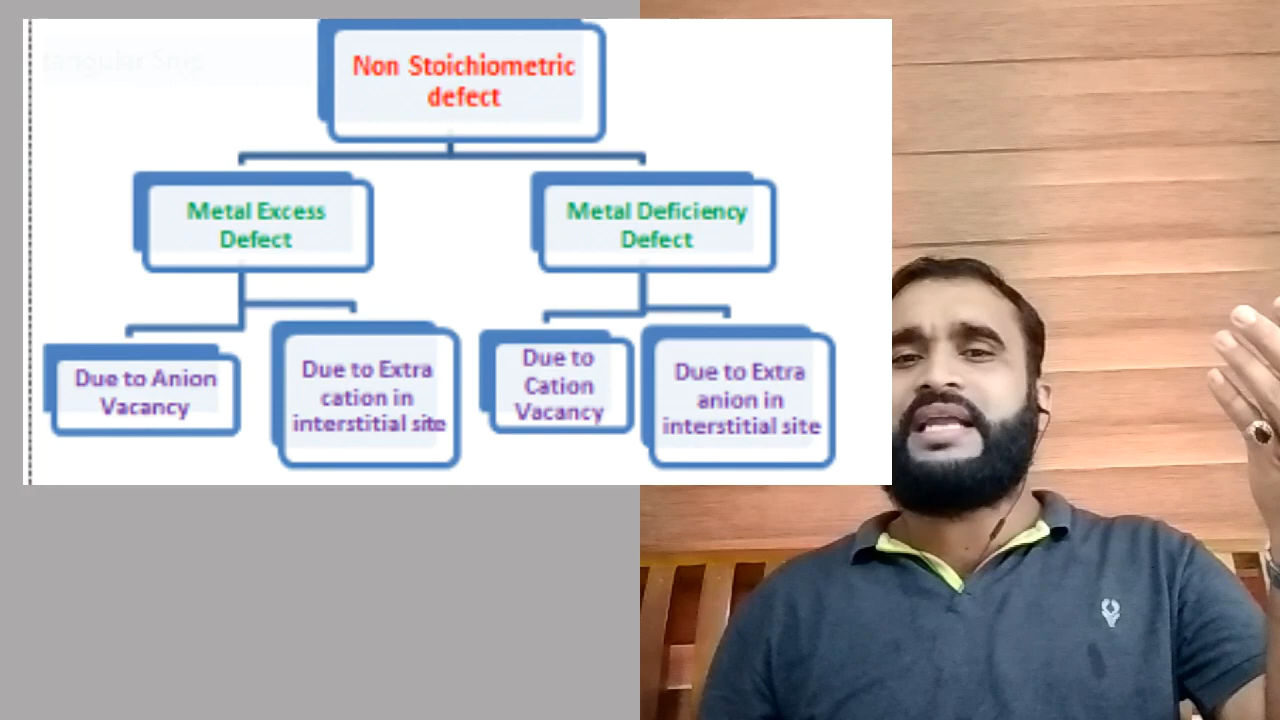 Non Stoichiometric
defect
Metal Excess
Defect
Metal Deficiency
Defect
Due to Anion
Vacancy
Due to Extra
cation in
interstitial site
Due to
Cation
Vacancy
Due to Extra
anion in
interstitial site